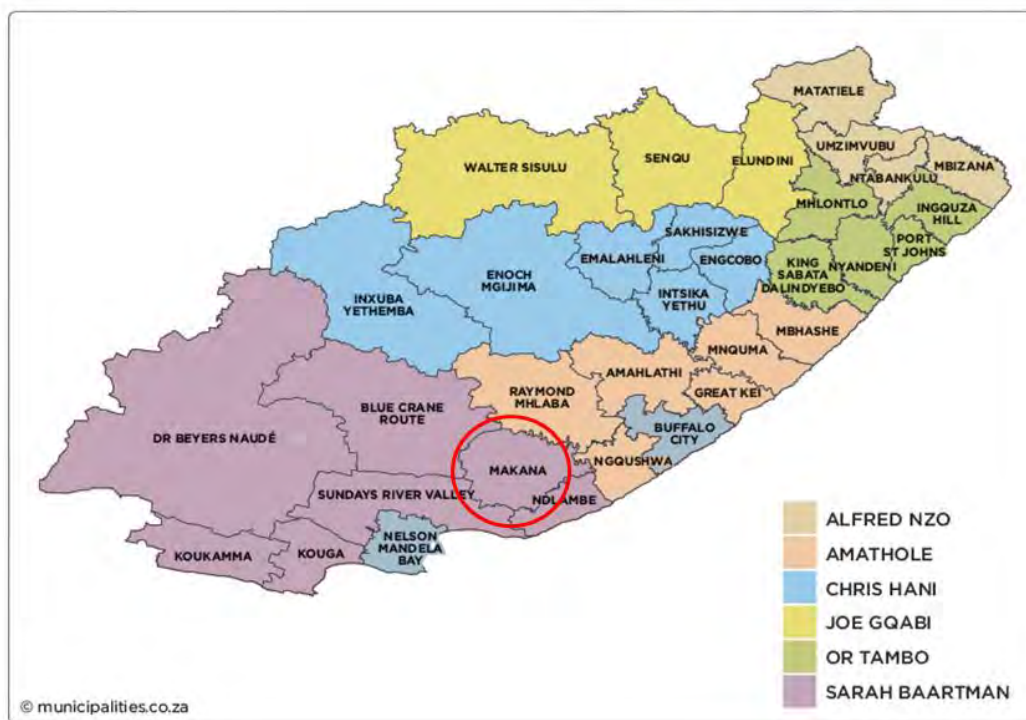 MATATIELE
UMZIMVUBU
MBIZANA
NTABANKULU
WALTER SISULU
SENQU
ELUNDINI
MHLONTLO
INGQUZA
HILL
SAKHISIZWE
PORT
ST JOHNS
EMALAHLENI
ENGCOBO
KING
SABATA
DALINDYEBO
NYANDENI
ENOCH
MGIJIMA
INXUBA
YETHEMBA
INTSIKA
YETHU
MBHASHE
MNQUMA
AMAHLATHI
GREAT KEI
RAYMOND
MHLABA
BLUE CRANE
ROUTE
BUFFALO
CITY
DR BEYERS NAUDÉ
NGQUSHWA
MAKANA
SUNDAYS RIVER VALLEY
NDLAMBE
NELSON
MANDELA
BAY
KOUKAMMA
KOUGA
ALFRED NZO
AMATHOLE
CHRIS HANI
JOE GQABI
OR TAMBO
SARAH BAARTMAN
© municipalities.co.za